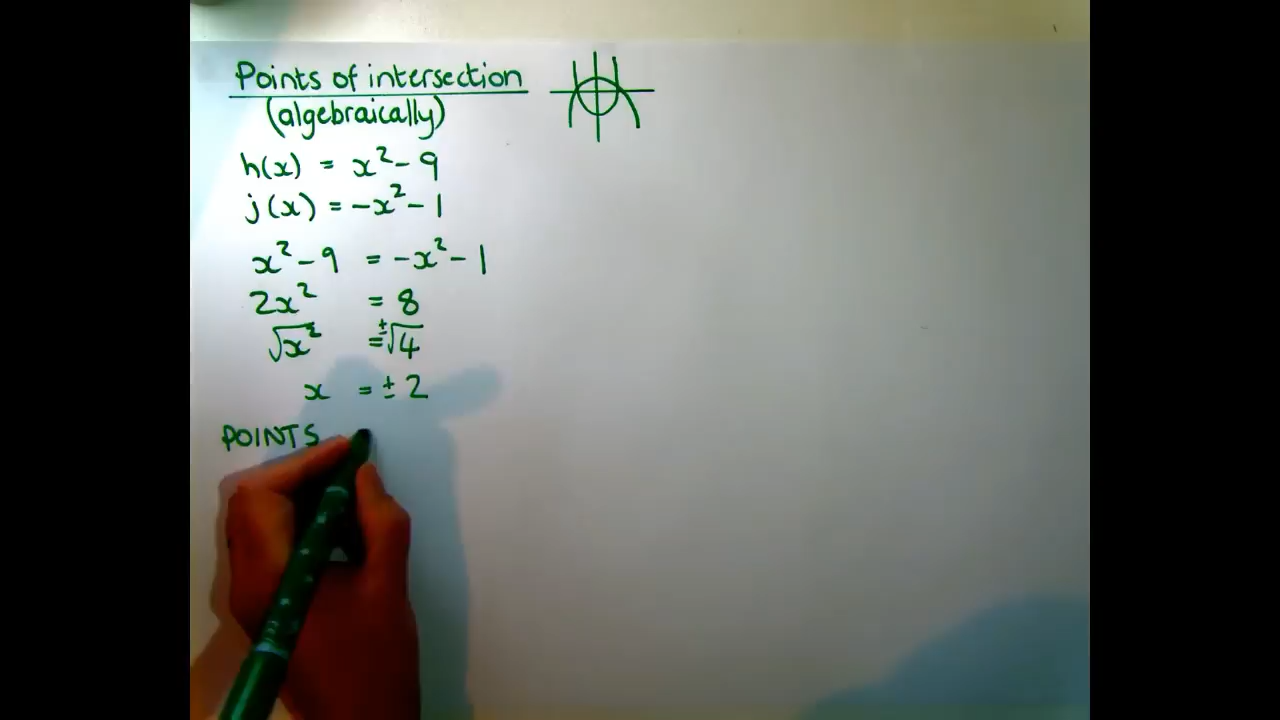 Points of intersection
(algebraically)
h(x) = x² - 9
j(x) = -x² - 1
x² - 9 = -x² - 1
2x² = 8
√x² = ±√4
x = ± 2
POINTS